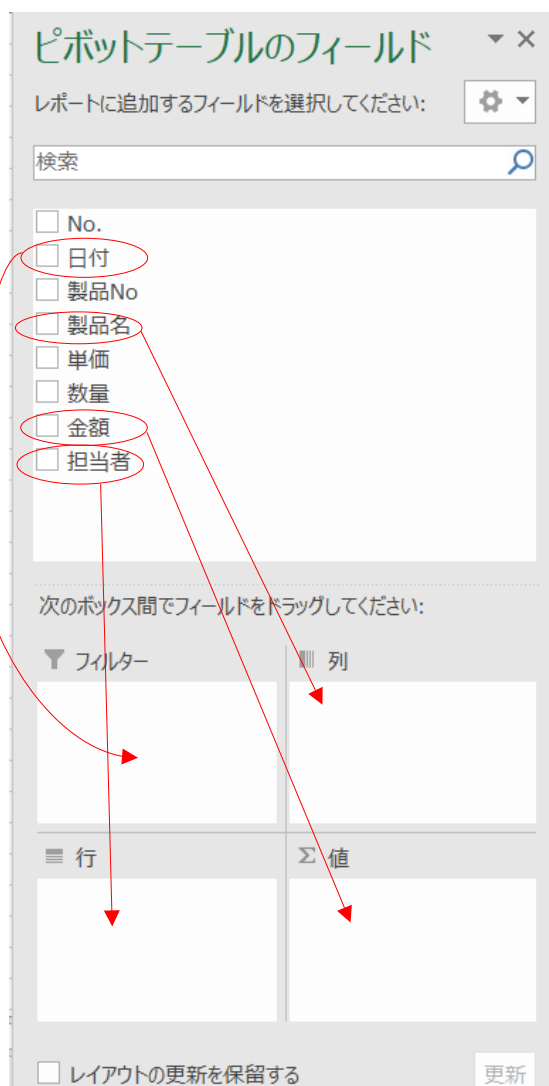 ピボットテーブルのフィールド
レポートに追加するフィールドを選択してください:
検索
No.
日付
製品No
製品名
単価
数量
金額
担当者
次のボックス間でフィールドをドラッグしてください:
フィルター
列
行
Σ 値
レイアウトの更新を保留する
更新